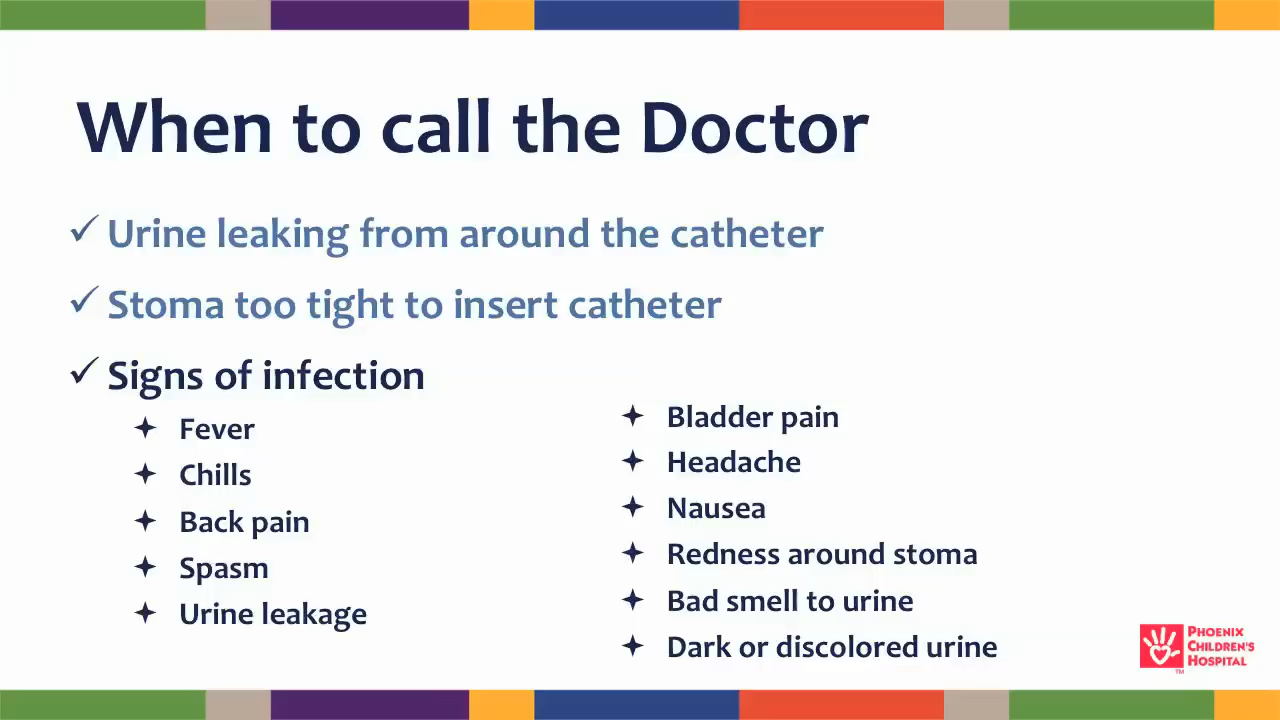 When to call the Doctor
✓ Urine leaking from around the catheter
✓ Stoma too tight to insert catheter
✓ Signs of infection
Fever
Chills
Back pain
Spasm
Urine leakage
Bladder pain
Headache
Nausea
Redness around stoma
Bad smell to urine
Dark or discolored urine
PHOENIX
CHILDREN'S
HOSPITAL
TM